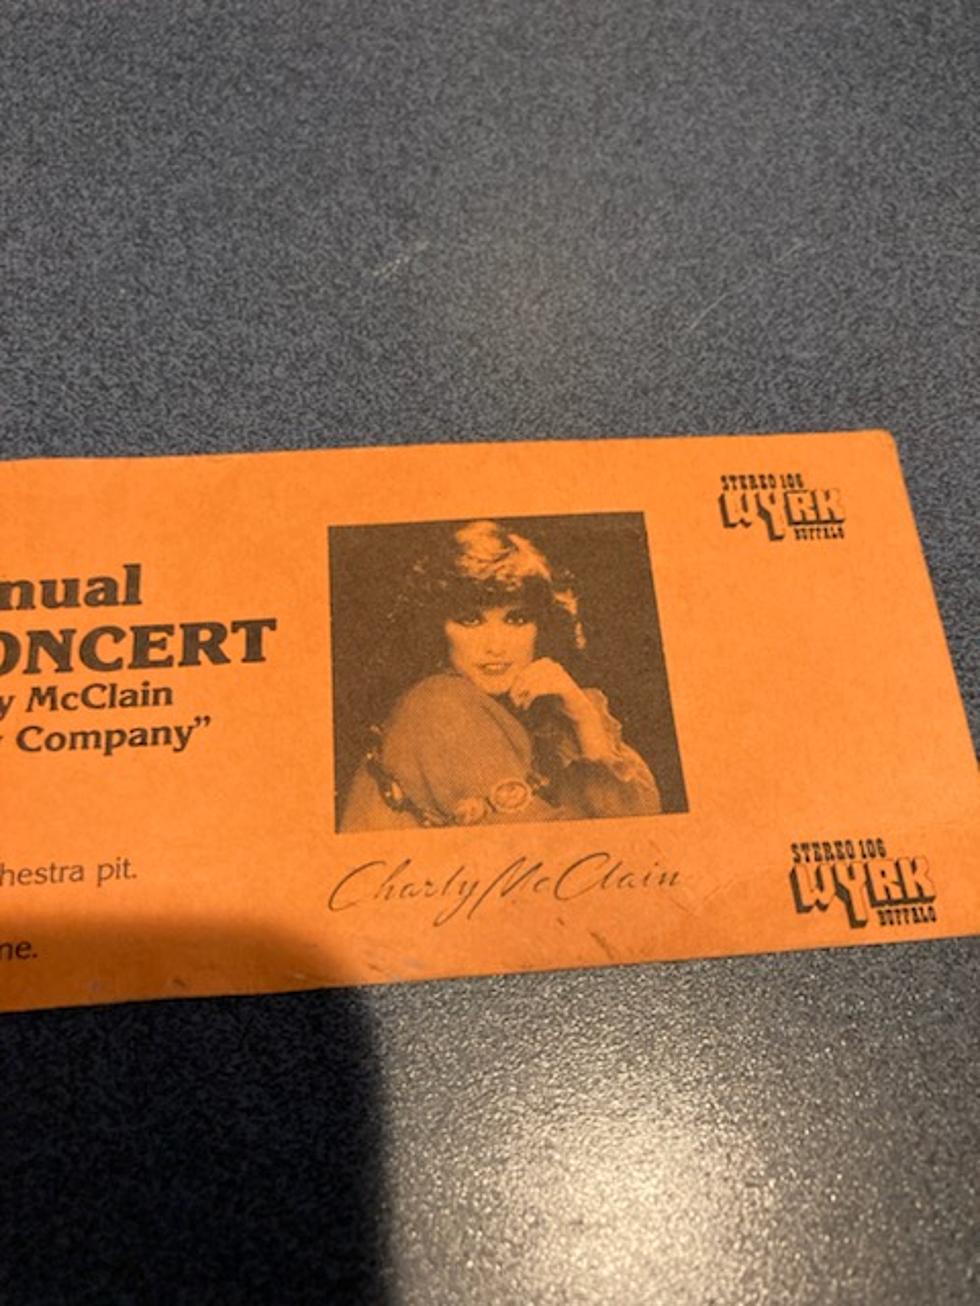 STEREO 106
WYRK
BUFFALO
nual
ONCERT
y McClain
Company”
hestra pit.
ne.
Charly McClain
STEREO 106
WYRK
BUFFALO